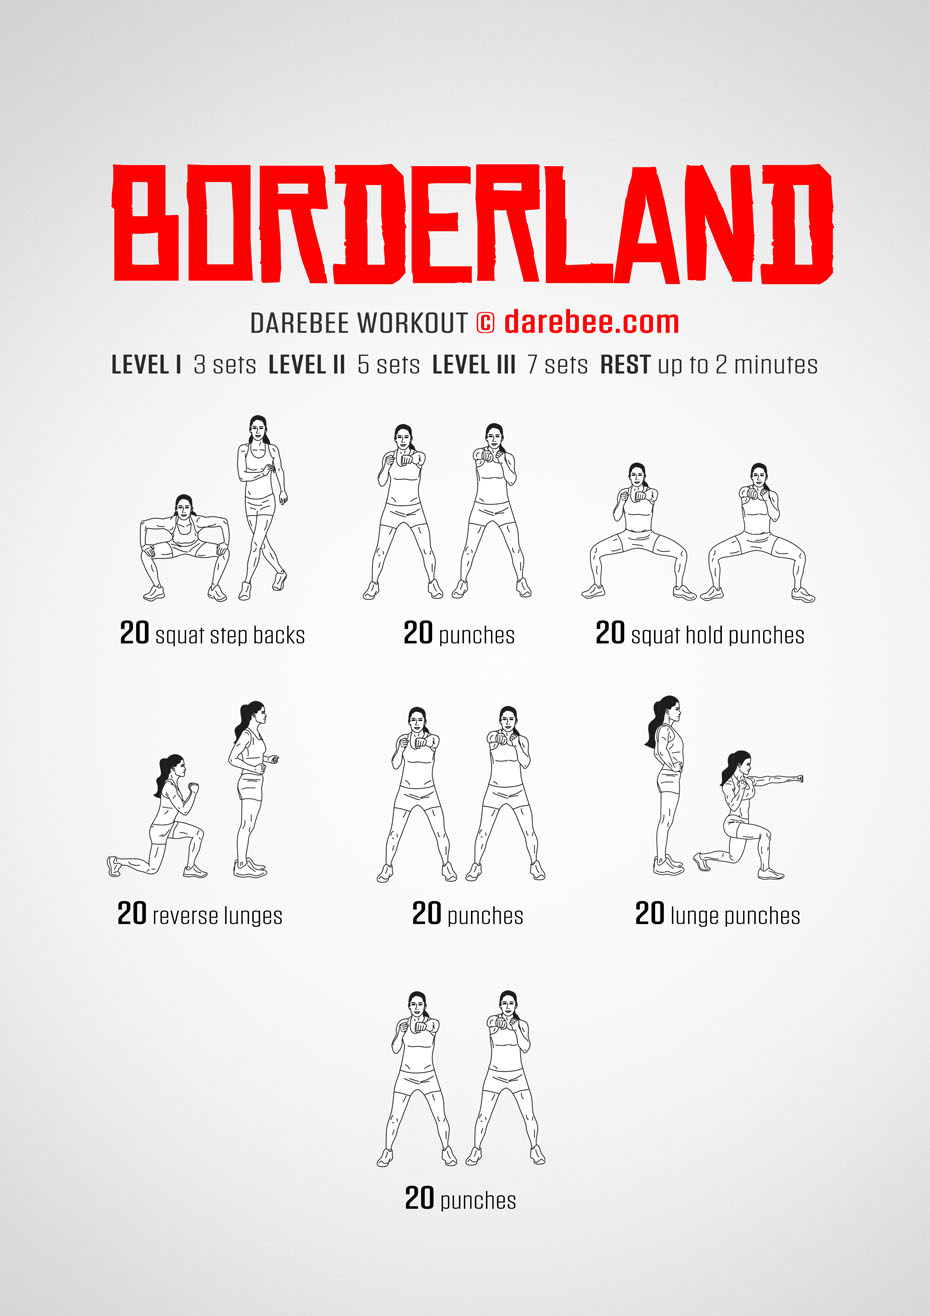 BORDERLAND
DAREBEE WORKOUT © darebee.com
LEVEL I 3 sets LEVEL II 5 sets LEVEL III 7 sets REST up to 2 minutes
20 squat step backs
20 punches
20 squat hold punches
20 reverse lunges
20 punches
20 lunge punches
20 punches